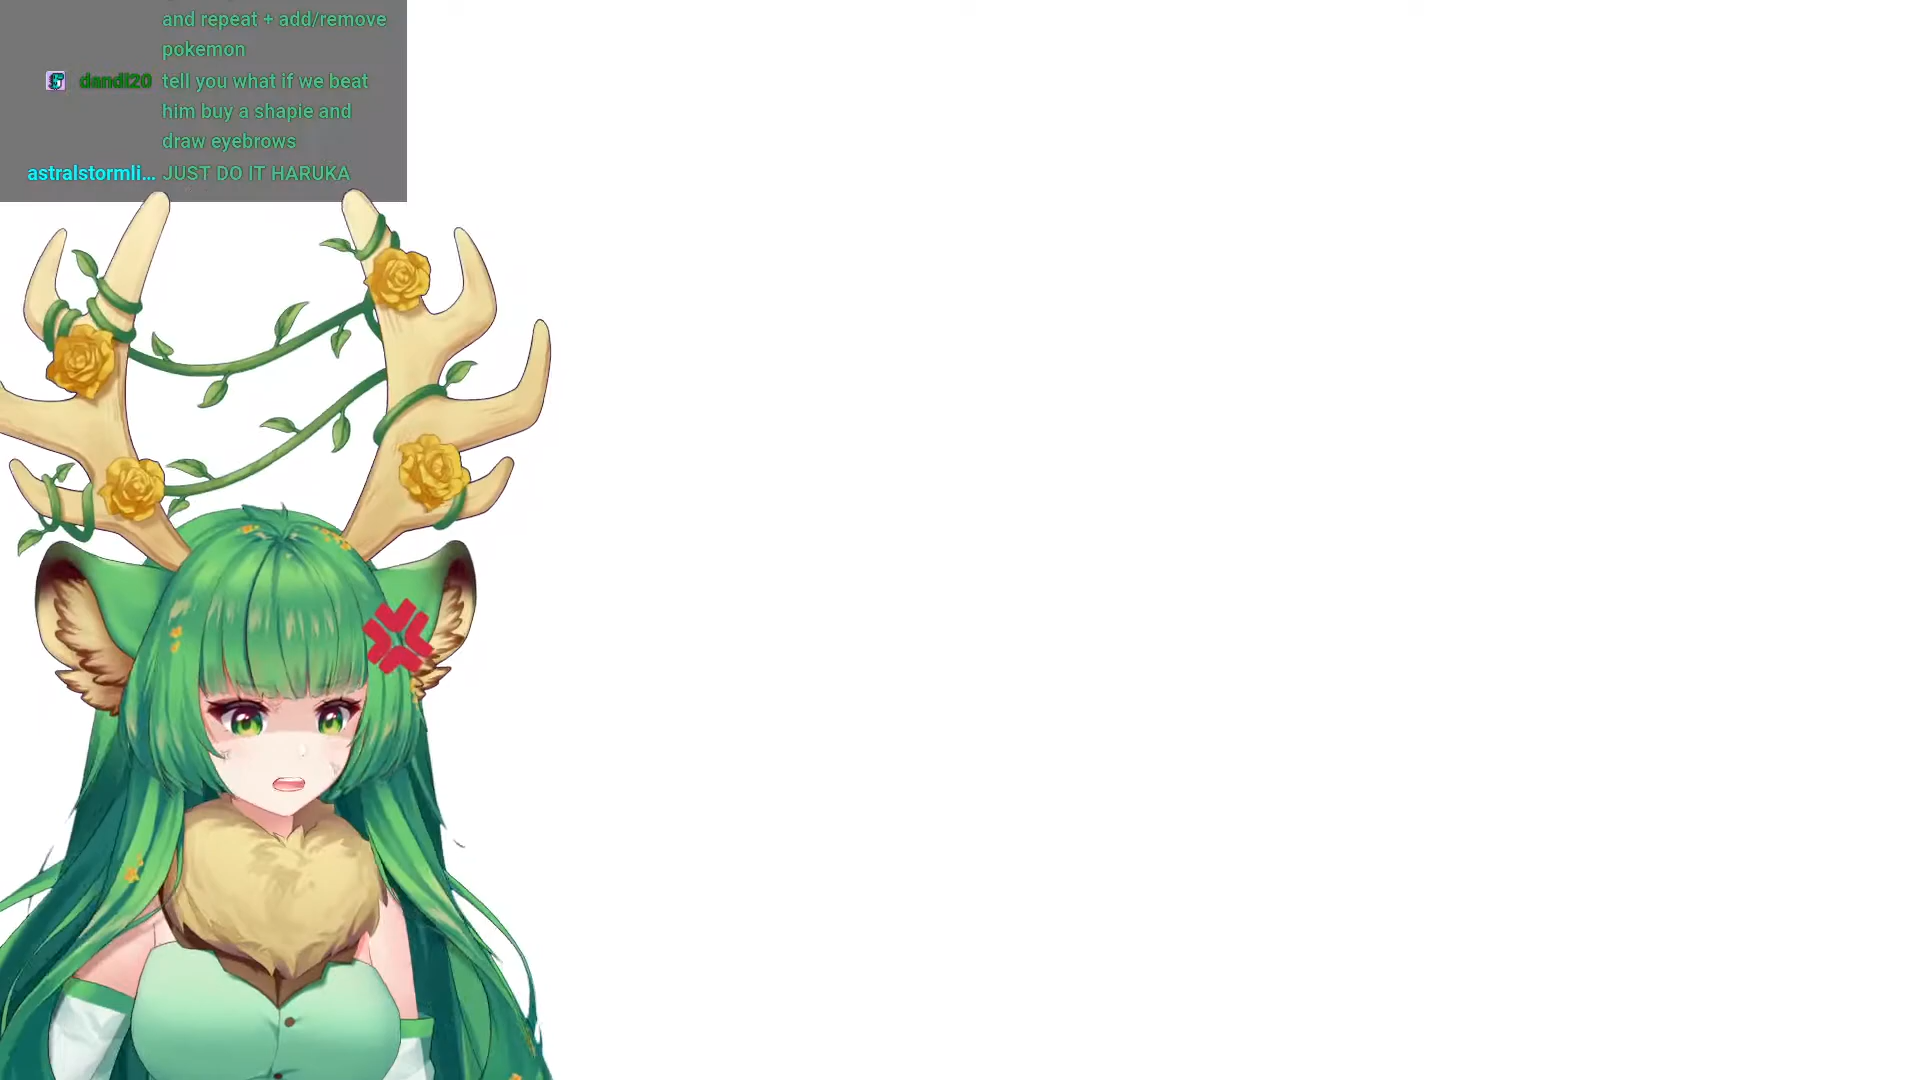 and repeat + add/remove
pokemon
dandl20 tell you what if we beat
him buy a shapie and
draw eyebrows
astralstormli... JUST DO IT HARUKA